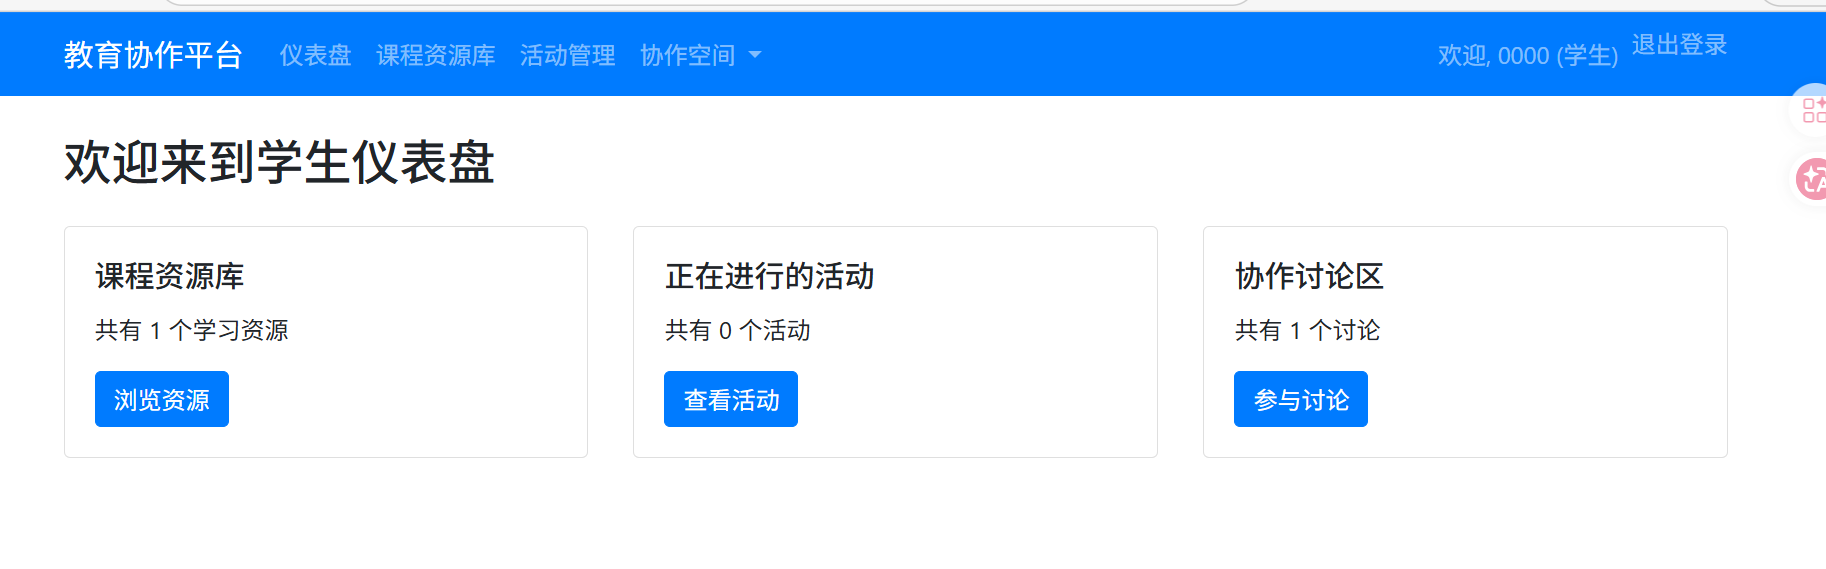 教育协作平台 仪表盘 课程资源库 活动管理 协作空间 欢迎, 0000 (学生) 退出登录
欢迎来到学生仪表盘
课程资源库
共有 1 个学习资源
浏览资源
正在进行的活动
共有 0 个活动
查看活动
协作讨论区
共有 1 个讨论
参与讨论